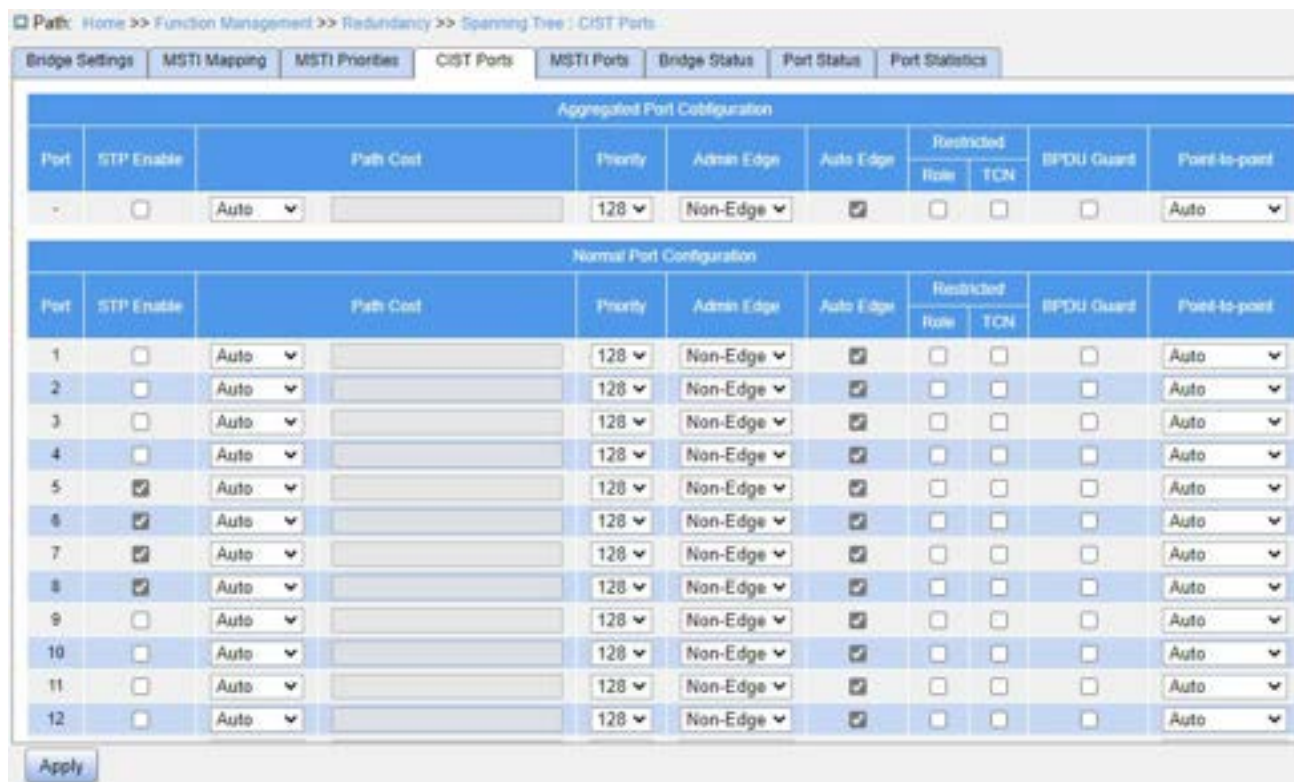 Path: Home >> Function Management >> Redundancy >> Spanning Tree : CIST Ports
Bridge Settings MSTI Mapping MSTI Priorities CIST Ports MSTI Ports Bridge Status Port Status Port Statistics
Aggregated Port Cobfiguration
Port STP Enable Path Cost Priority Admin Edge Auto Edge Restricted BPDU Guard Point-to-point
Role TCN
- Auto 128 Non-Edge Auto
Normal Port Configuration
Port STP Enable Path Cost Priority Admin Edge Auto Edge Restricted BPDU Guard Point-to-point
Role TCN
1 Auto 128 Non-Edge Auto
2 Auto 128 Non-Edge Auto
3 Auto 128 Non-Edge Auto
4 Auto 128 Non-Edge Auto
5 Auto 128 Non-Edge Auto
6 Auto 128 Non-Edge Auto
7 Auto 128 Non-Edge Auto
8 Auto 128 Non-Edge Auto
9 Auto 128 Non-Edge Auto
10 Auto 128 Non-Edge Auto
11 Auto 128 Non-Edge Auto
12 Auto 128 Non-Edge Auto
Apply